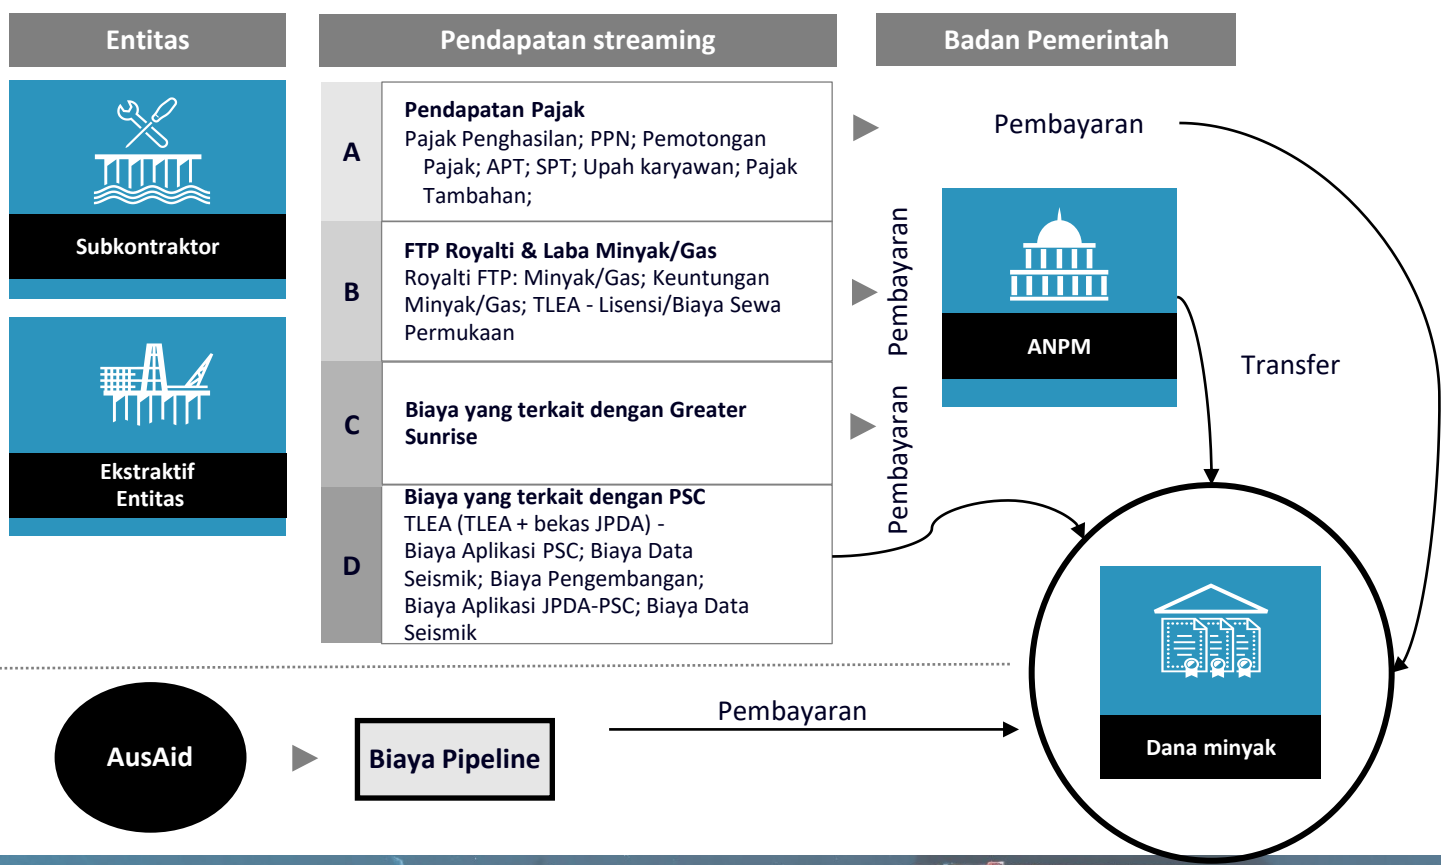 Entitas
Pendapatan streaming
Badan Pemerintah
Subkontraktor
Ekstraktif
Entitas
A
Pendapatan Pajak
Pajak Penghasilan; PPN; Pemotongan
Pajak; APT; SPT; Upah karyawan; Pajak
Tambahan;
B
FTP Royalti & Laba Minyak/Gas
Royalti FTP: Minyak/Gas; Keuntungan
Minyak/Gas; TLEA - Lisensi/Biaya Sewa
Permukaan
C
Biaya yang terkait dengan Greater
Sunrise
D
Biaya yang terkait dengan PSC
TLEA (TLEA + bekas JPDA) -
Biaya Aplikasi PSC; Biaya Data
Seismik; Biaya Pengembangan;
Biaya Aplikasi JPDA-PSC; Biaya Data
Seismik
Pembayaran
Pembayaran
Pembayaran
ANPM
Transfer
Dana minyak
AusAid
Biaya Pipeline
Pembayaran